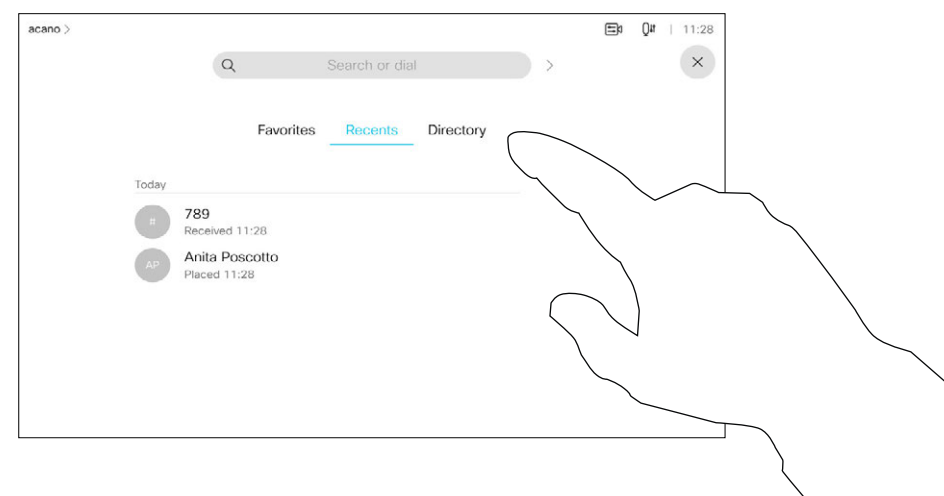 acano >
11:28
Search or dial
Favorites Recents Directory
Today
#
789
Received 11:28
AP
Anita Poscotto
Placed 11:28